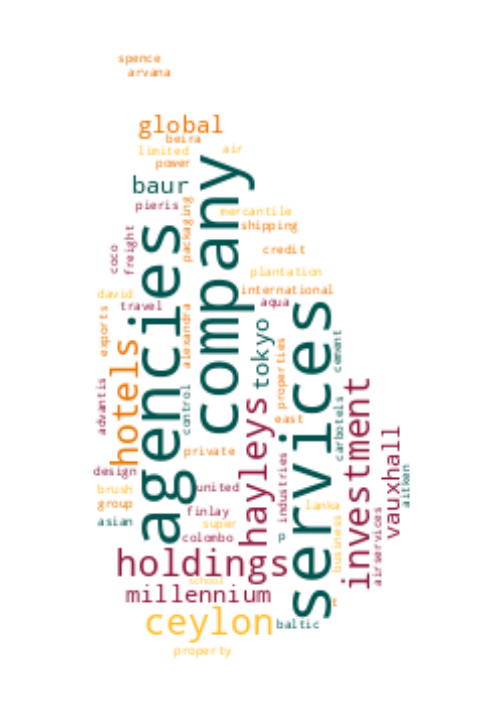 spence
arvana
global
beira
limited
air
power
baur
pieris
company
mercantile
packaging
shipping
agencies
freight
coco
credit
plantation
david
international
travel
aqua
services
exports
alexandra
tokyo
hotels
properties
cement
advantis
control
investment
hayleys
east
carbotels
vauxhall
private
design
industries
aitken
brush
united
group
finlay
lanka
asian
super
business
airservices
colombo
p
holdings
school
millennium
ceylon
baltic
property